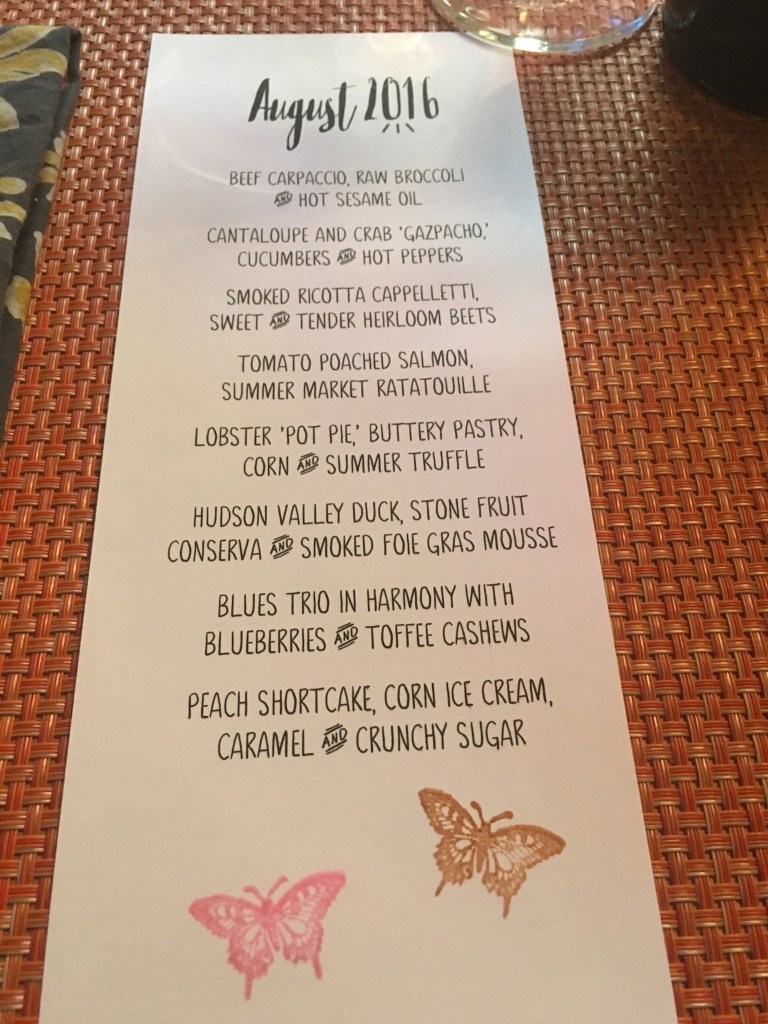 August 2016
BEEF CARPACCIO, RAW BROCCOLI
AND HOT SESAME OIL
CANTALOUPE AND CRAB 'GAZPACHO,'
CUCUMBERS AND HOT PEPPERS
SMOKED RICOTTA CAPPELLETTI,
SWEET AND TENDER HEIRLOOM BEETS
TOMATO POACHED SALMON,
SUMMER MARKET RATATOUILLE
LOBSTER 'POT PIE,' BUTTERY PASTRY,
CORN AND SUMMER TRUFFLE
HUDSON VALLEY DUCK, STONE FRUIT
CONSERVA AND SMOKED FOIE GRAS MOUSSE
BLUES TRIO IN HARMONY WITH
BLUEBERRIES AND TOFFEE CASHEWS
PEACH SHORTCAKE, CORN ICE CREAM,
CARAMEL AND CRUNCHY SUGAR